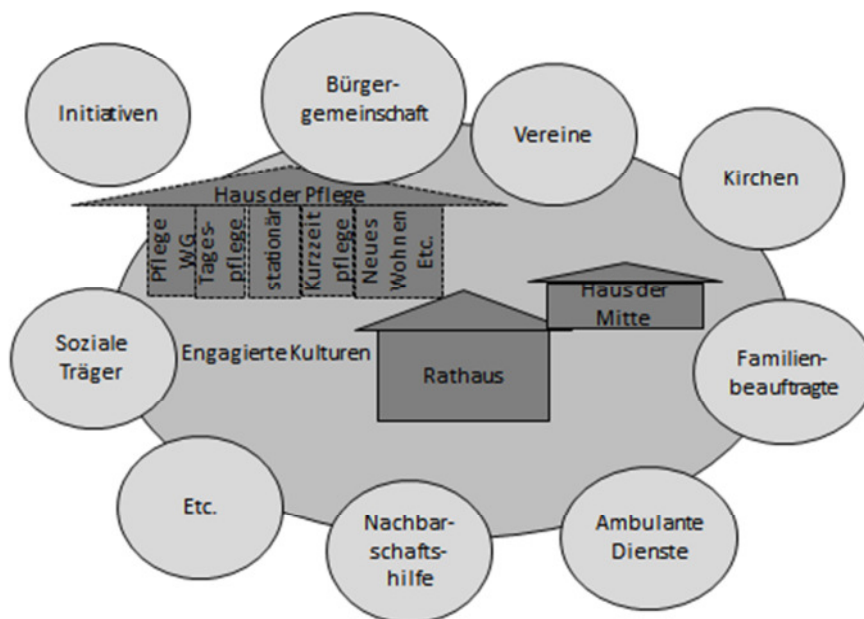 Initiativen
Bürger-
gemeinschaft
Vereine
Kirchen
Haus der Pflege
Pflege
WG
Tages-
pflege
stationär
Kurzzeit
pflege
Neues
Wohnen
Etc.
Haus der
Mitte
Soziale
Träger
Engagierte Kulturen
Rathaus
Familien-
beauftragte
Etc.
Nachbar-
schafts-
hilfe
Ambulante
Dienste